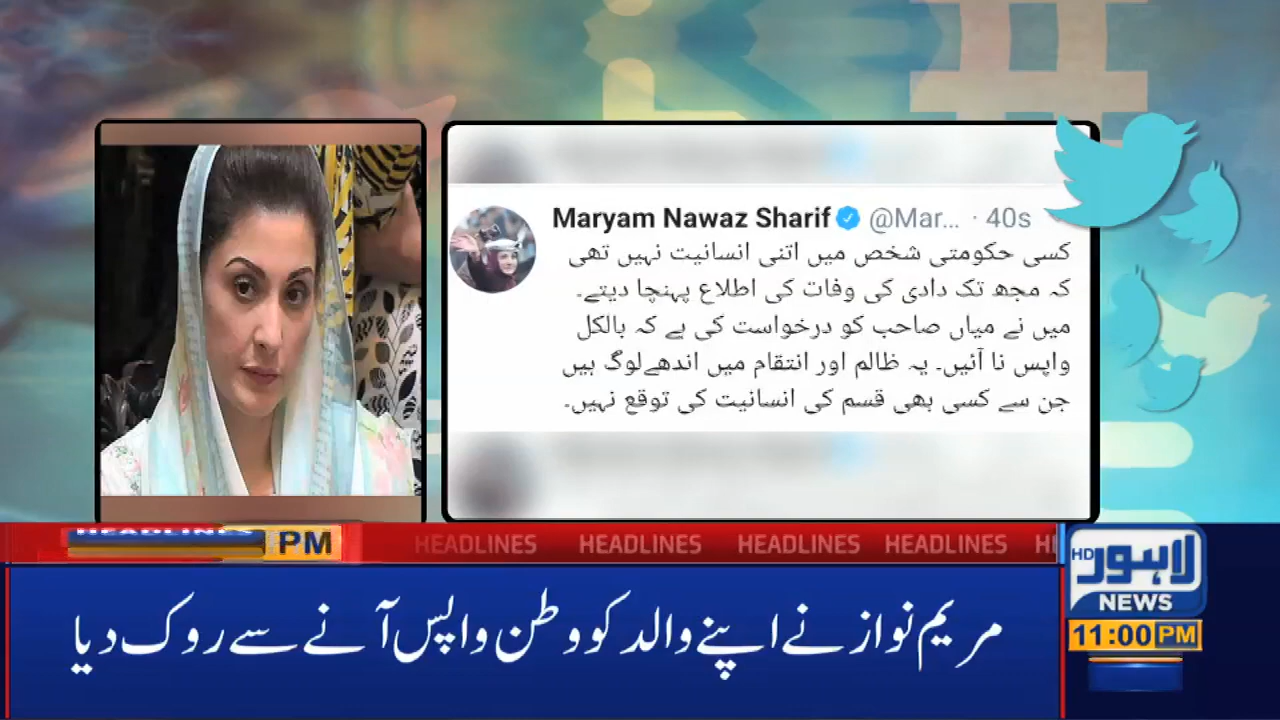 Maryam Nawaz Sharif @Mar... · 40s
کسی حکومتی شخص میں اتنی انسانیت نہیں تھی
کہ مجھ تک دادی کی وفات کی اطلاع پہنچا دیتے۔
میں نے میاں صاحب کو درخواست کی ہے کہ بالکل
واپس نا آئیں۔ یہ ظالم اور انتقام میں اندھےلوگ ہیں
جن سے کسی بھی قسم کی انسانیت کی توقع نہیں۔
HEADLINES PM HEADLINES HEADLINES HEADLINES HEADLINES
مریم نواز نے اپنے والد کو وطن واپس آنے سے روک دیا
HD لاہور
NEWS
11:00 PM